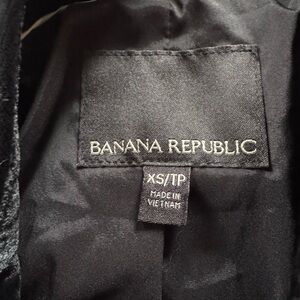 BANANA REPUBLIC
XS/TP
MADE IN
VIETNAM